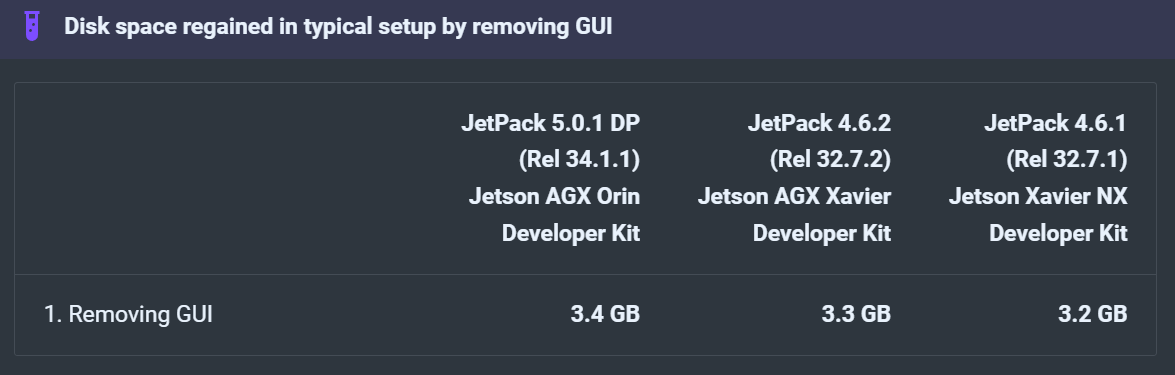 Disk space regained in typical setup by removing GUI
JetPack 5.0.1 DP JetPack 4.6.2 JetPack 4.6.1
(Rel 34.1.1) (Rel 32.7.2) (Rel 32.7.1)
Jetson AGX Orin Jetson AGX Xavier Jetson Xavier NX
Developer Kit Developer Kit Developer Kit
1. Removing GUI 3.4 GB 3.3 GB 3.2 GB